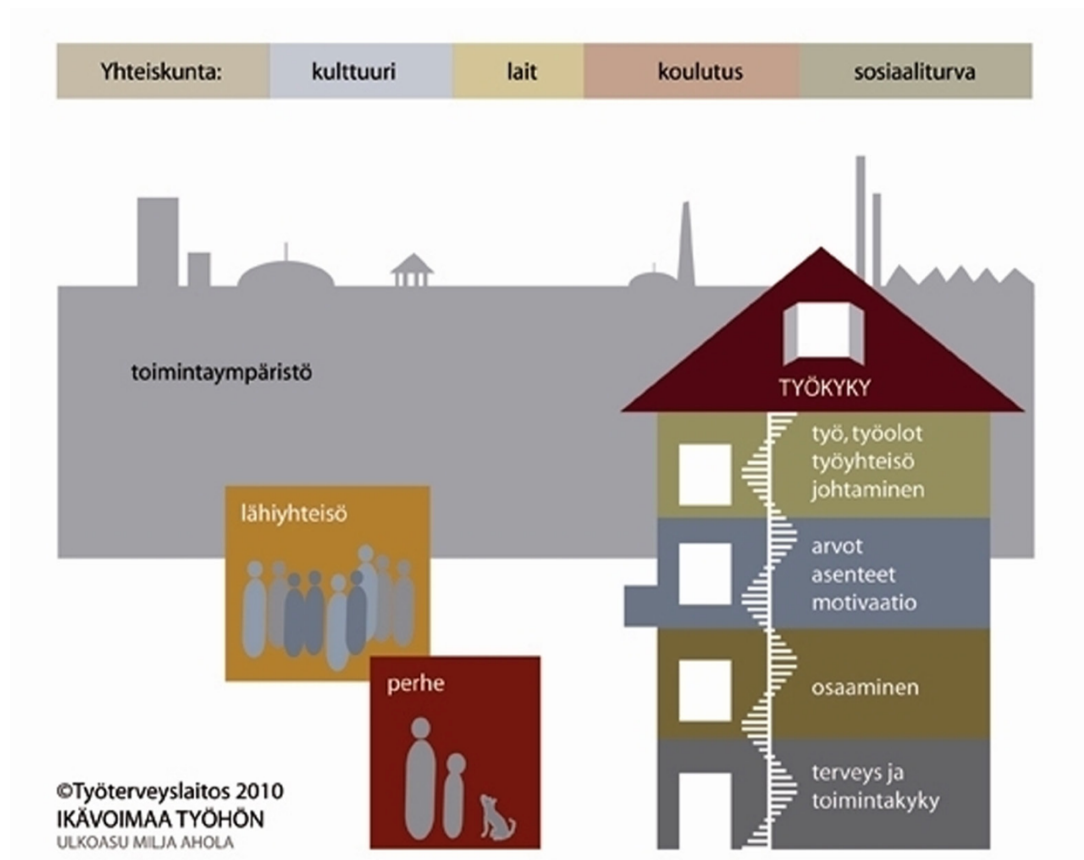 Yhteiskunta: kulttuuri lait koulutus sosiaaliturva
toimintaympäristö
TYÖKYKY
työ, työolot
työyhteisö
johtaminen
lähiyhteisö
arvot
asenteet
motivaatio
perhe
osaaminen
terveys ja
toimintakyky
©Työterveyslaitos 2010
IKÄVOIMAA TYÖHÖN
ULKOASU MILJA AHOLA